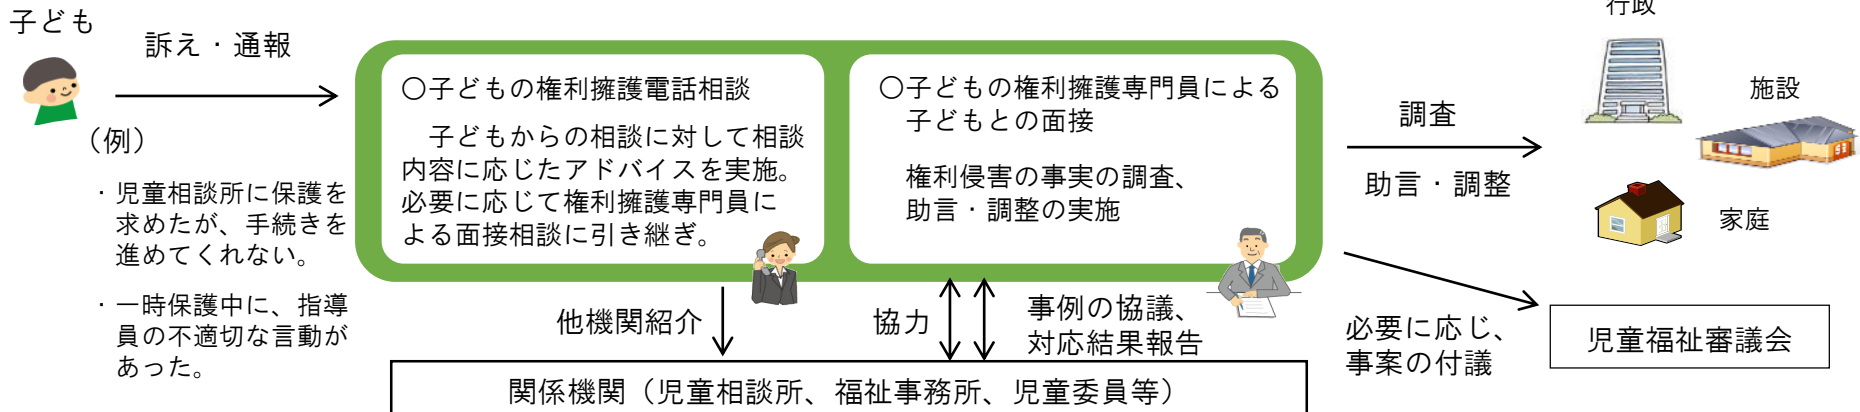 子ども
訴え・通報
（例）
・児童相談所に保護を
求めたが、手続きを
進めてくれない。
・一時保護中に、指導
員の不適切な言動が
あった。
○子どもの権利擁護電話相談
子どもからの相談に対して相談
内容に応じたアドバイスを実施。
必要に応じて権利擁護専門員に
よる面接相談に引き継ぎ。
○子どもの権利擁護専門員による
子どもとの面接
権利侵害の事実の調査、
助言・調整の実施
調査
助言・調整
行政
施設
家庭
他機関紹介
協力
事例の協議、
対応結果報告
必要に応じ、
事案の付議
児童福祉審議会
関係機関（児童相談所、福祉事務所、児童委員等）